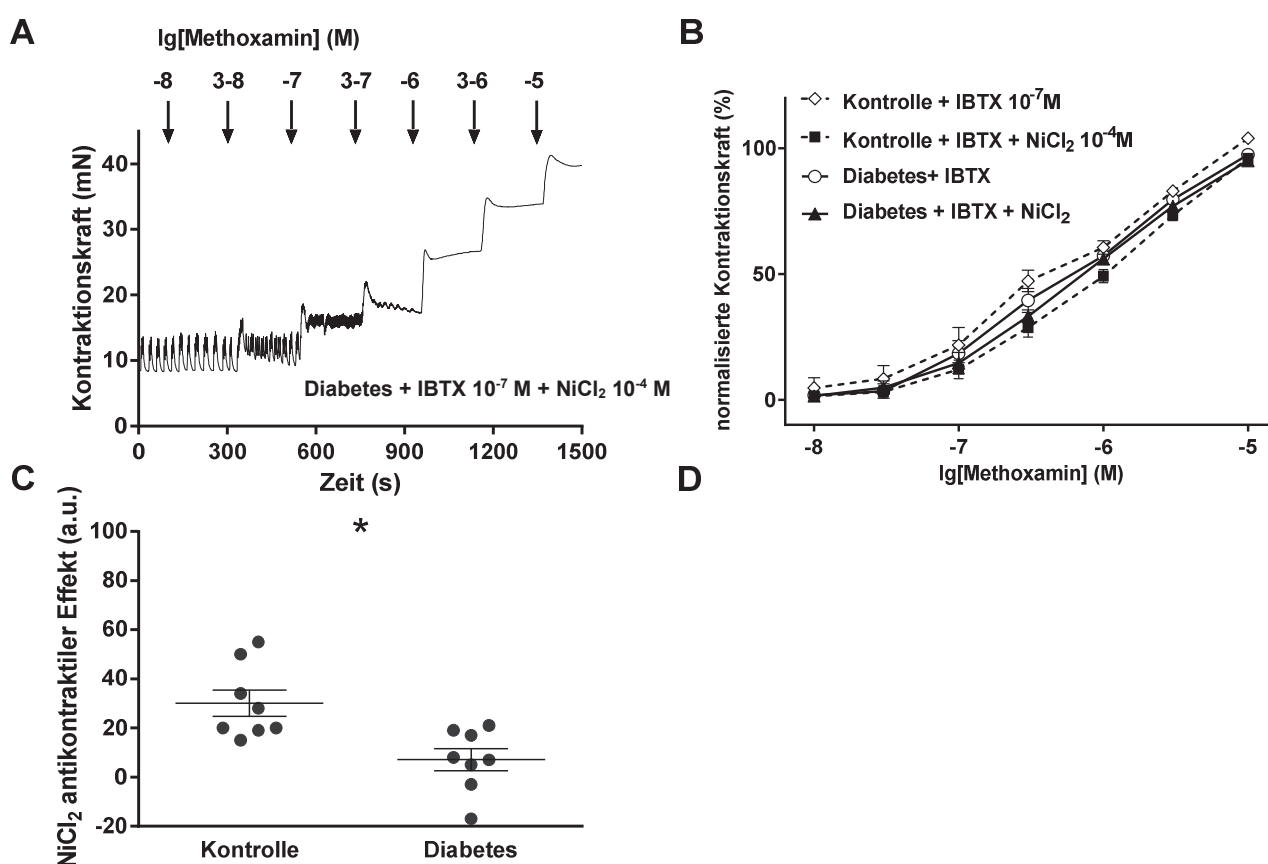 A
lg[Methoxamin] (M)
-8 3-8 -7 3-7 -6 3-6 -5
Kontraktionskraft (mN)
40
30
20
10
0
Diabetes + IBTX 10⁻⁷ M + NiCl₂ 10⁻⁴ M
0 300 600 900 1200 1500
Zeit (s)
B
normalisierte Kontraktionskraft (%)
Kontrolle + IBTX 10⁻⁷M
Kontrolle + IBTX + NiCl₂ 10⁻⁴M
Diabetes+ IBTX
Diabetes + IBTX + NiCl₂
100
50
0
-8 -7 -6 -5
lg[Methoxamin] (M)
C
NiCl₂ antikontraktiler Effekt (a.u.)
*
100
80
60
40
20
0
-20
Kontrolle Diabetes
D